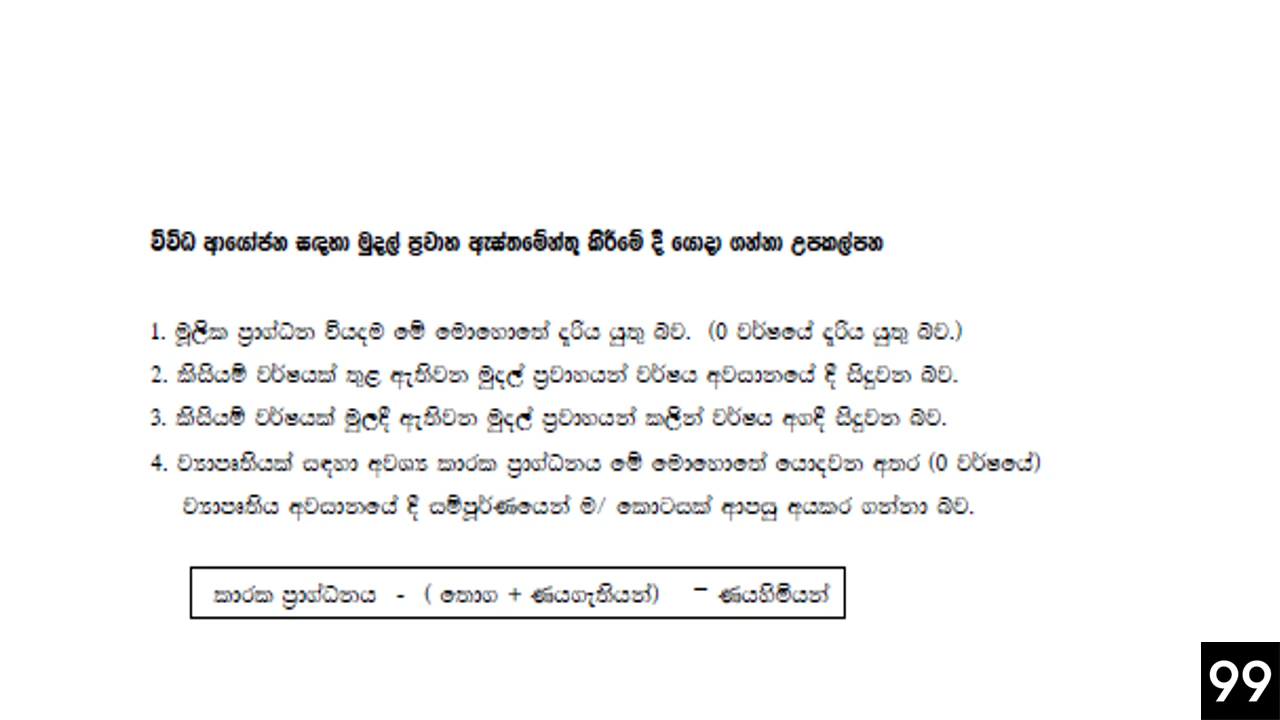 විවිධ ආයෝජන සඳහා මුදල් ප්‍රවාහ ඇස්තමේන්තු කිරීමේ දී යොදා ගන්නා උපකල්පන
1. මූලික ප්‍රාග්ධන වියදම මේ මොහොතේ දැරිය යුතු බව. (0 වර්ෂයේ දැරිය යුතු බව.)
2. කිසියම් වර්ෂයක් තුළ ඇතිවන මුදල් ප්‍රවාහයන් වර්ෂය අවසානයේ දී සිදුවන බව.
3. කිසියම් වර්ෂයක් මුලදී ඇතිවන මුදල් ප්‍රවාහයන් කලින් වර්ෂය අගදී සිදුවන බව.
4. ව්‍යාපෘතියක් සඳහා අවශ්‍ය කාරක ප්‍රාග්ධනය මේ මොහොතේ යොදවන අතර (0 වර්ෂයේ)
ව්‍යාපෘතිය අවසානයේ දී සම්පූර්ණයෙන් ම/ කොටසක් ආපසු අයකර ගන්නා බව.
කාරක ප්‍රාග්ධනය - ( තොග + ණයගැතියන්) - ණයහිමියන්
99